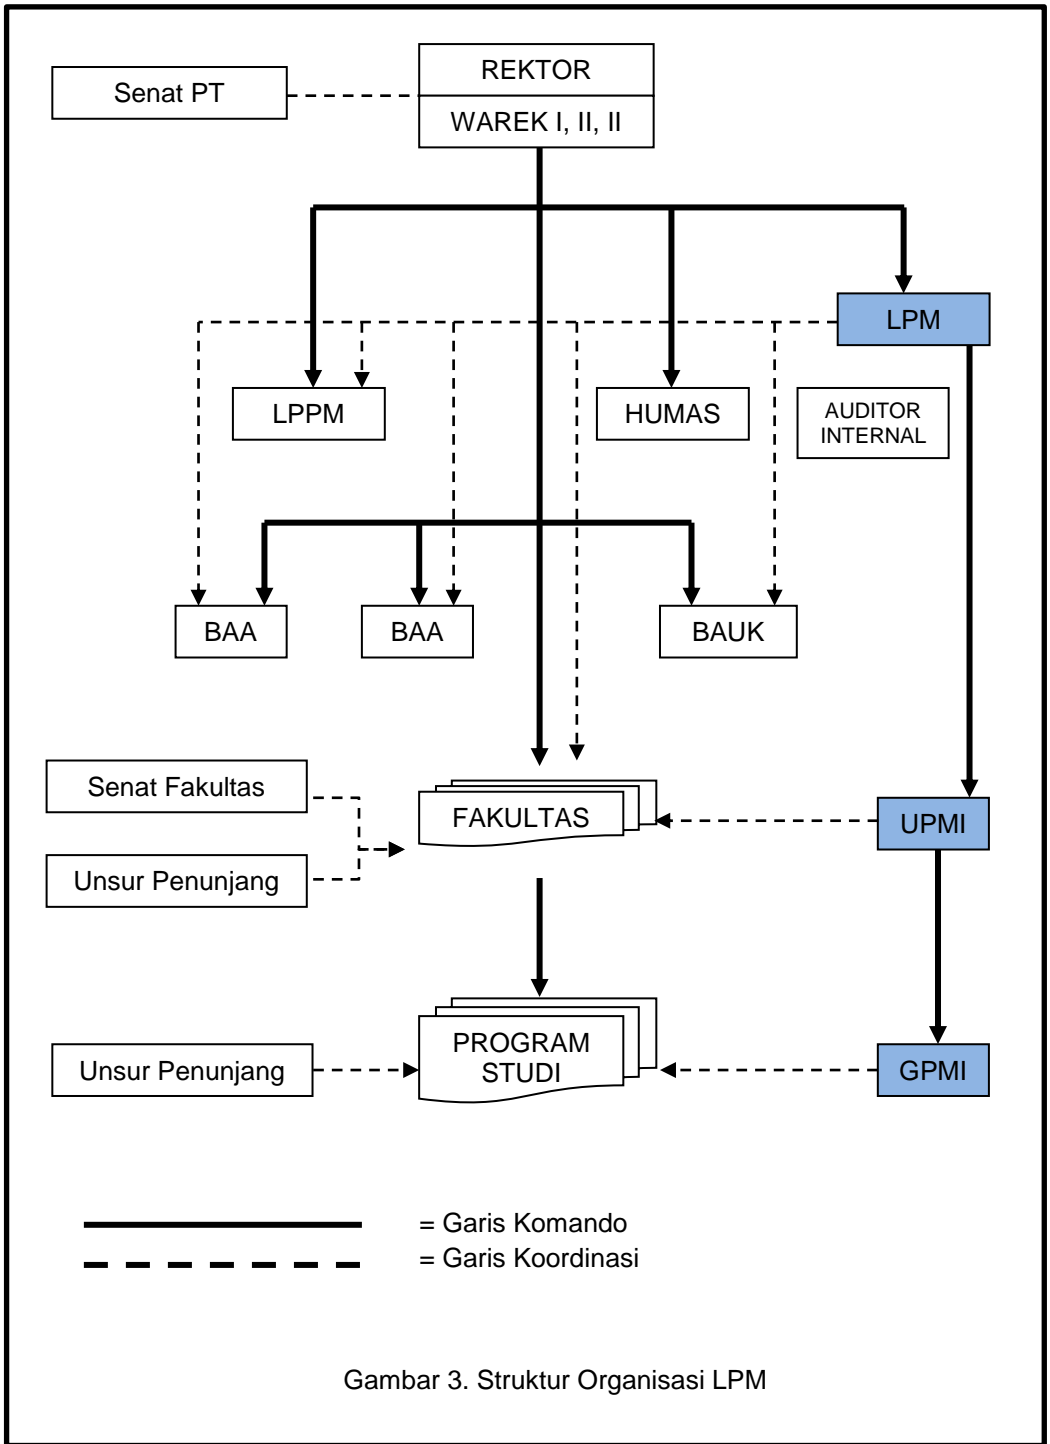 REKTOR
Senat PT
WAREK I, II, II
LPM
LPPM
HUMAS
AUDITOR
INTERNAL
BAA
BAA
BAUK
Senat Fakultas
FAKULTAS
UPMI
Unsur Penunjang
PROGRAM
STUDI
Unsur Penunjang
GPMI
= Garis Komando
= Garis Koordinasi
Gambar 3. Struktur Organisasi LPM